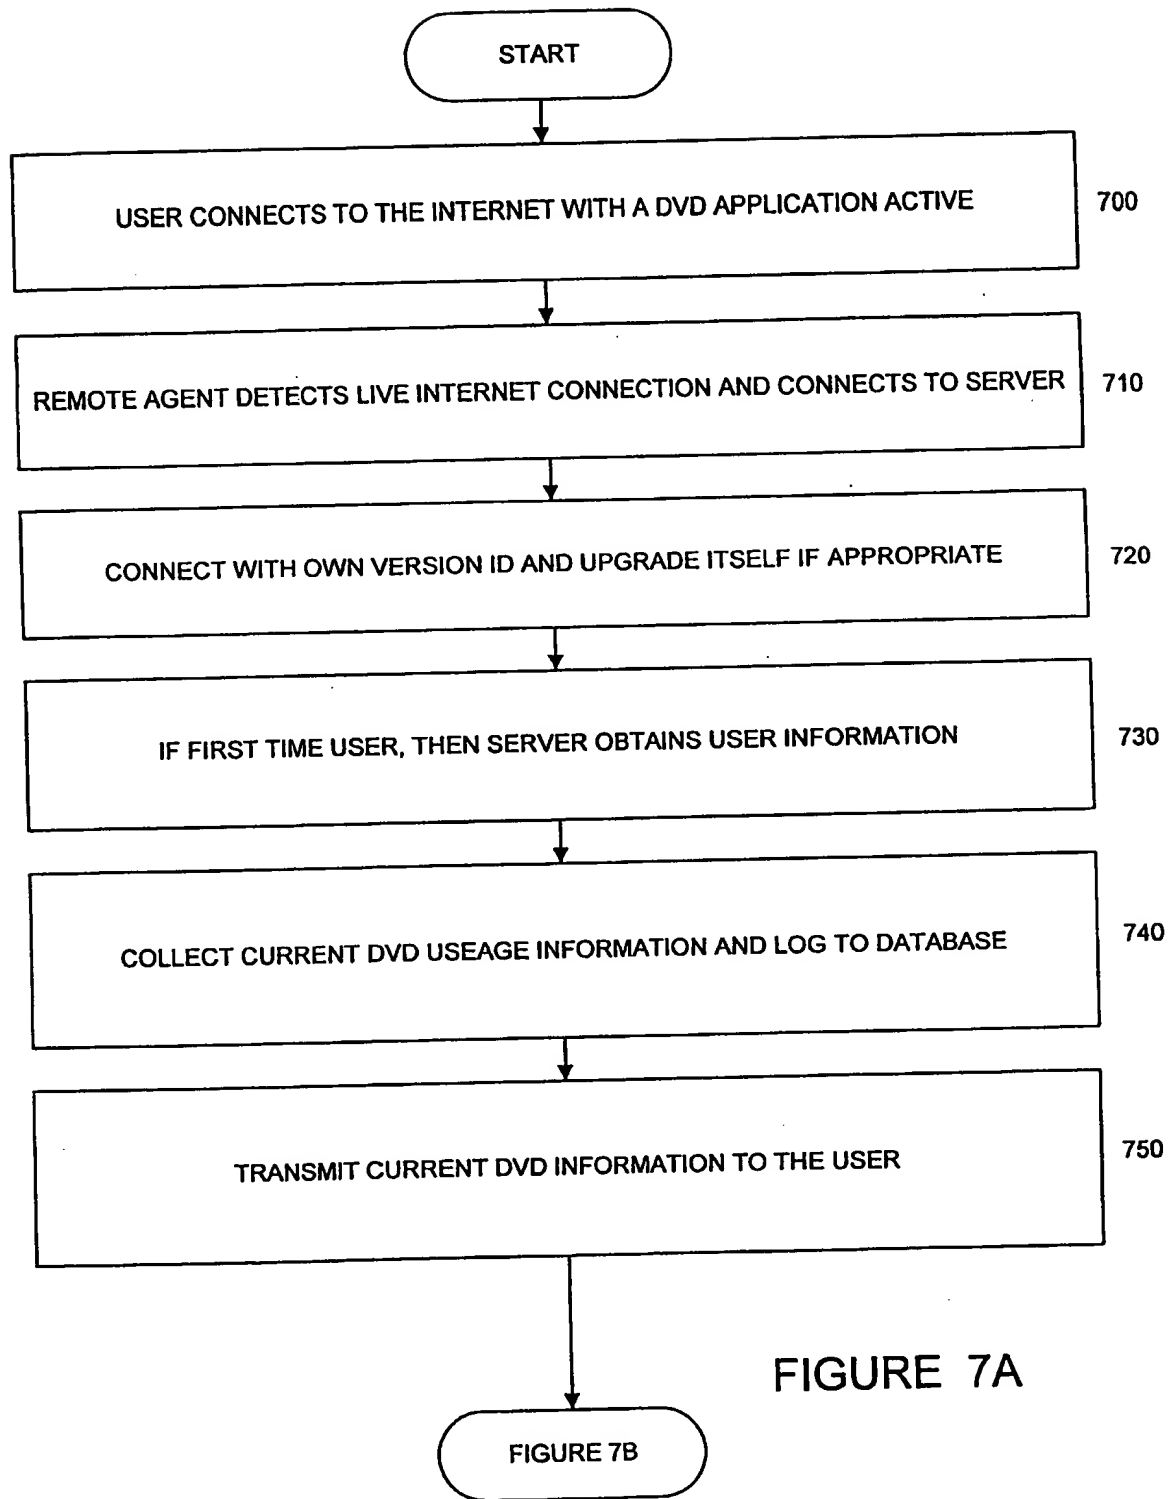 START
USER CONNECTS TO THE INTERNET WITH A DVD APPLICATION ACTIVE
700
REMOTE AGENT DETECTS LIVE INTERNET CONNECTION AND CONNECTS TO SERVER
710
CONNECT WITH OWN VERSION ID AND UPGRADE ITSELF IF APPROPRIATE
720
IF FIRST TIME USER, THEN SERVER OBTAINS USER INFORMATION
730
COLLECT CURRENT DVD USEAGE INFORMATION AND LOG TO DATABASE
740
TRANSMIT CURRENT DVD INFORMATION TO THE USER
750
FIGURE 7A
FIGURE 7B